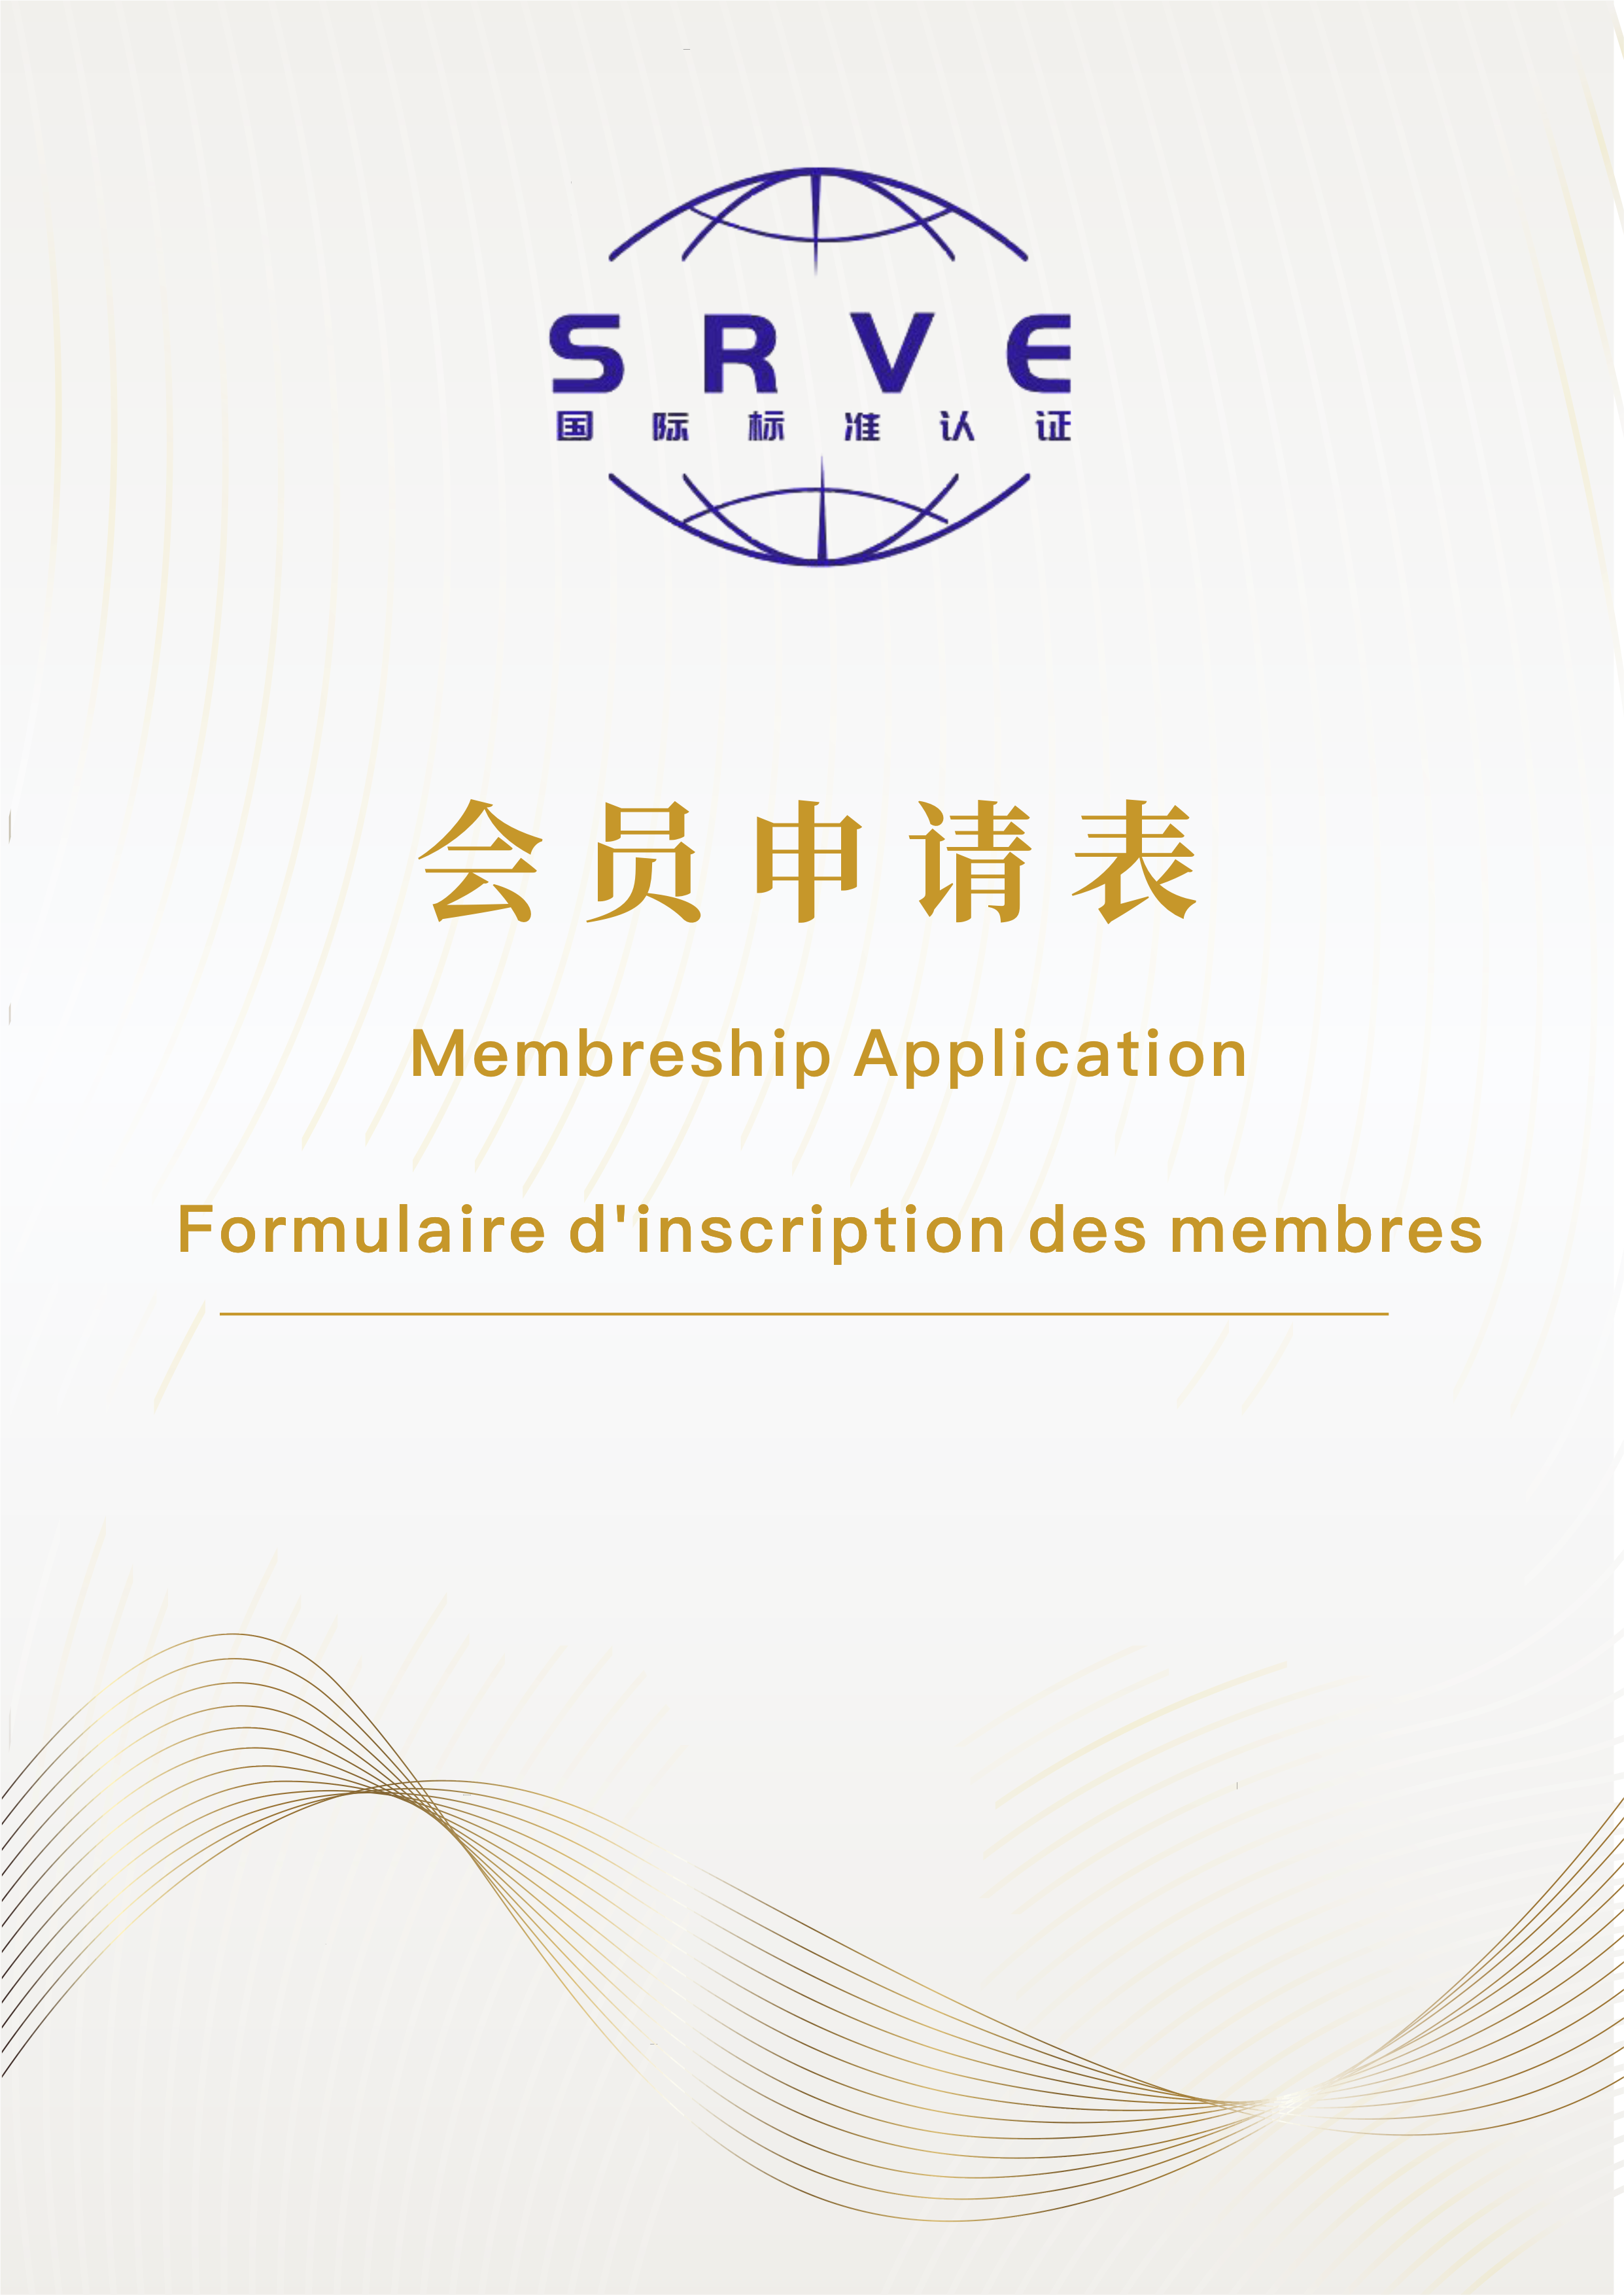 SRVE
国际标准认证
会员申请表
Membreship Application
Formulaire d'inscription des membres